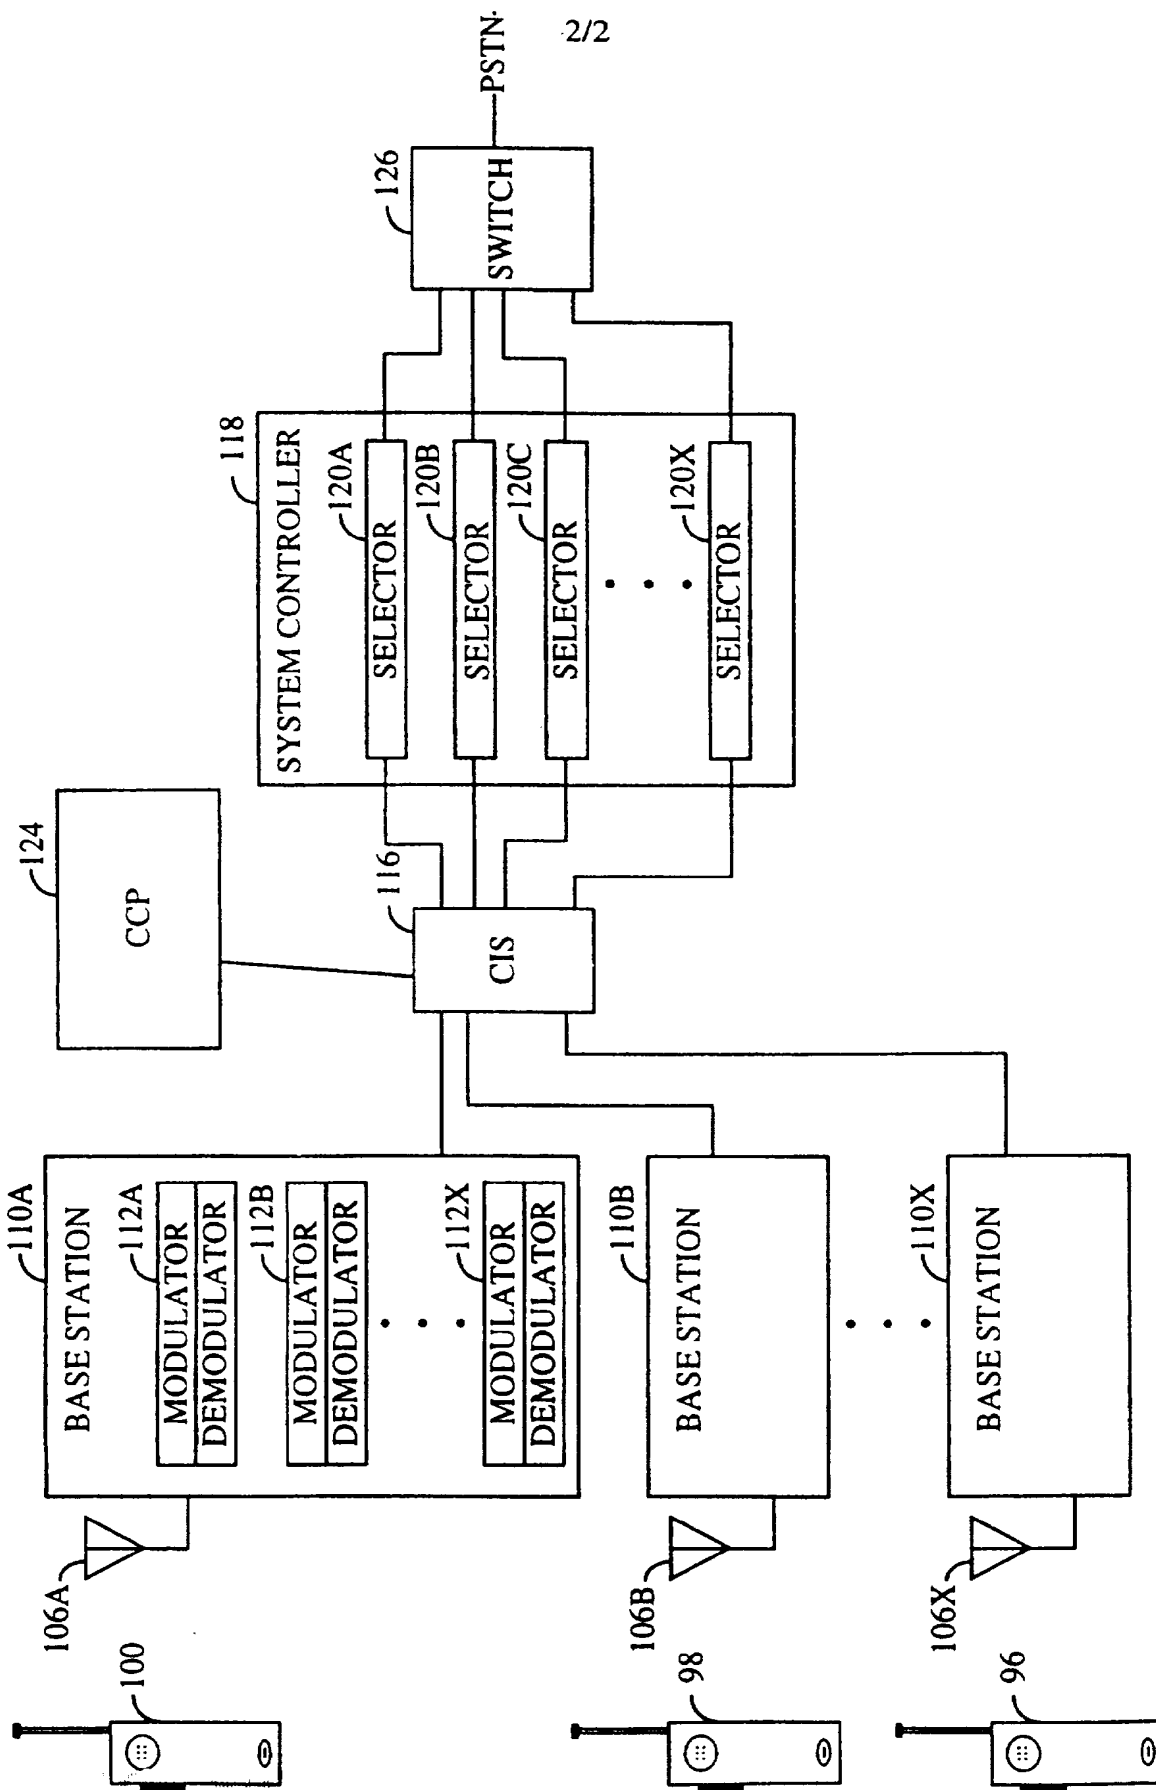 2/2
100
98
96
106A
106B
106X
110A
BASE STATION
112A
MODULATOR
DEMODULATOR
112B
MODULATOR
DEMODULATOR
112X
MODULATOR
DEMODULATOR
110B
BASE STATION
110X
BASE STATION
124
CCP
116
CIS
118
SYSTEM CONTROLLER
120A
SELECTOR
120B
SELECTOR
120C
SELECTOR
120X
SELECTOR
126
SWITCH
PSTN